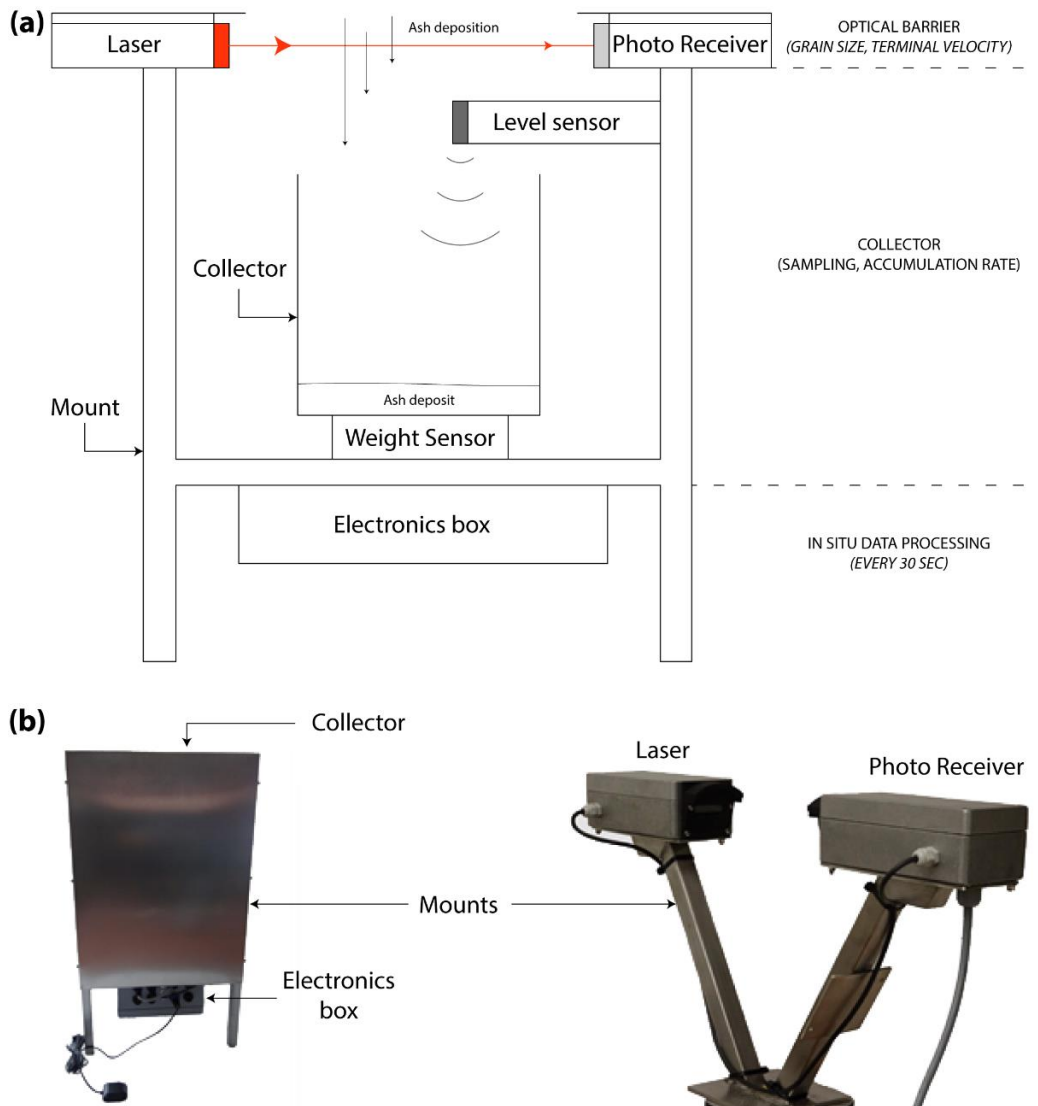 (a)
Laser
Ash deposition
Photo Receiver
OPTICAL BARRIER
(GRAIN SIZE, TERMINAL VELOCITY)
Level sensor
COLLECTOR
(SAMPLING, ACCUMULATION RATE)
Collector
Ash deposit
Mount
Weight Sensor
Electronics box
IN SITU DATA PROCESSING
(EVERY 30 SEC)
(b)
Collector
Laser
Photo Receiver
Mounts
Electronics
box